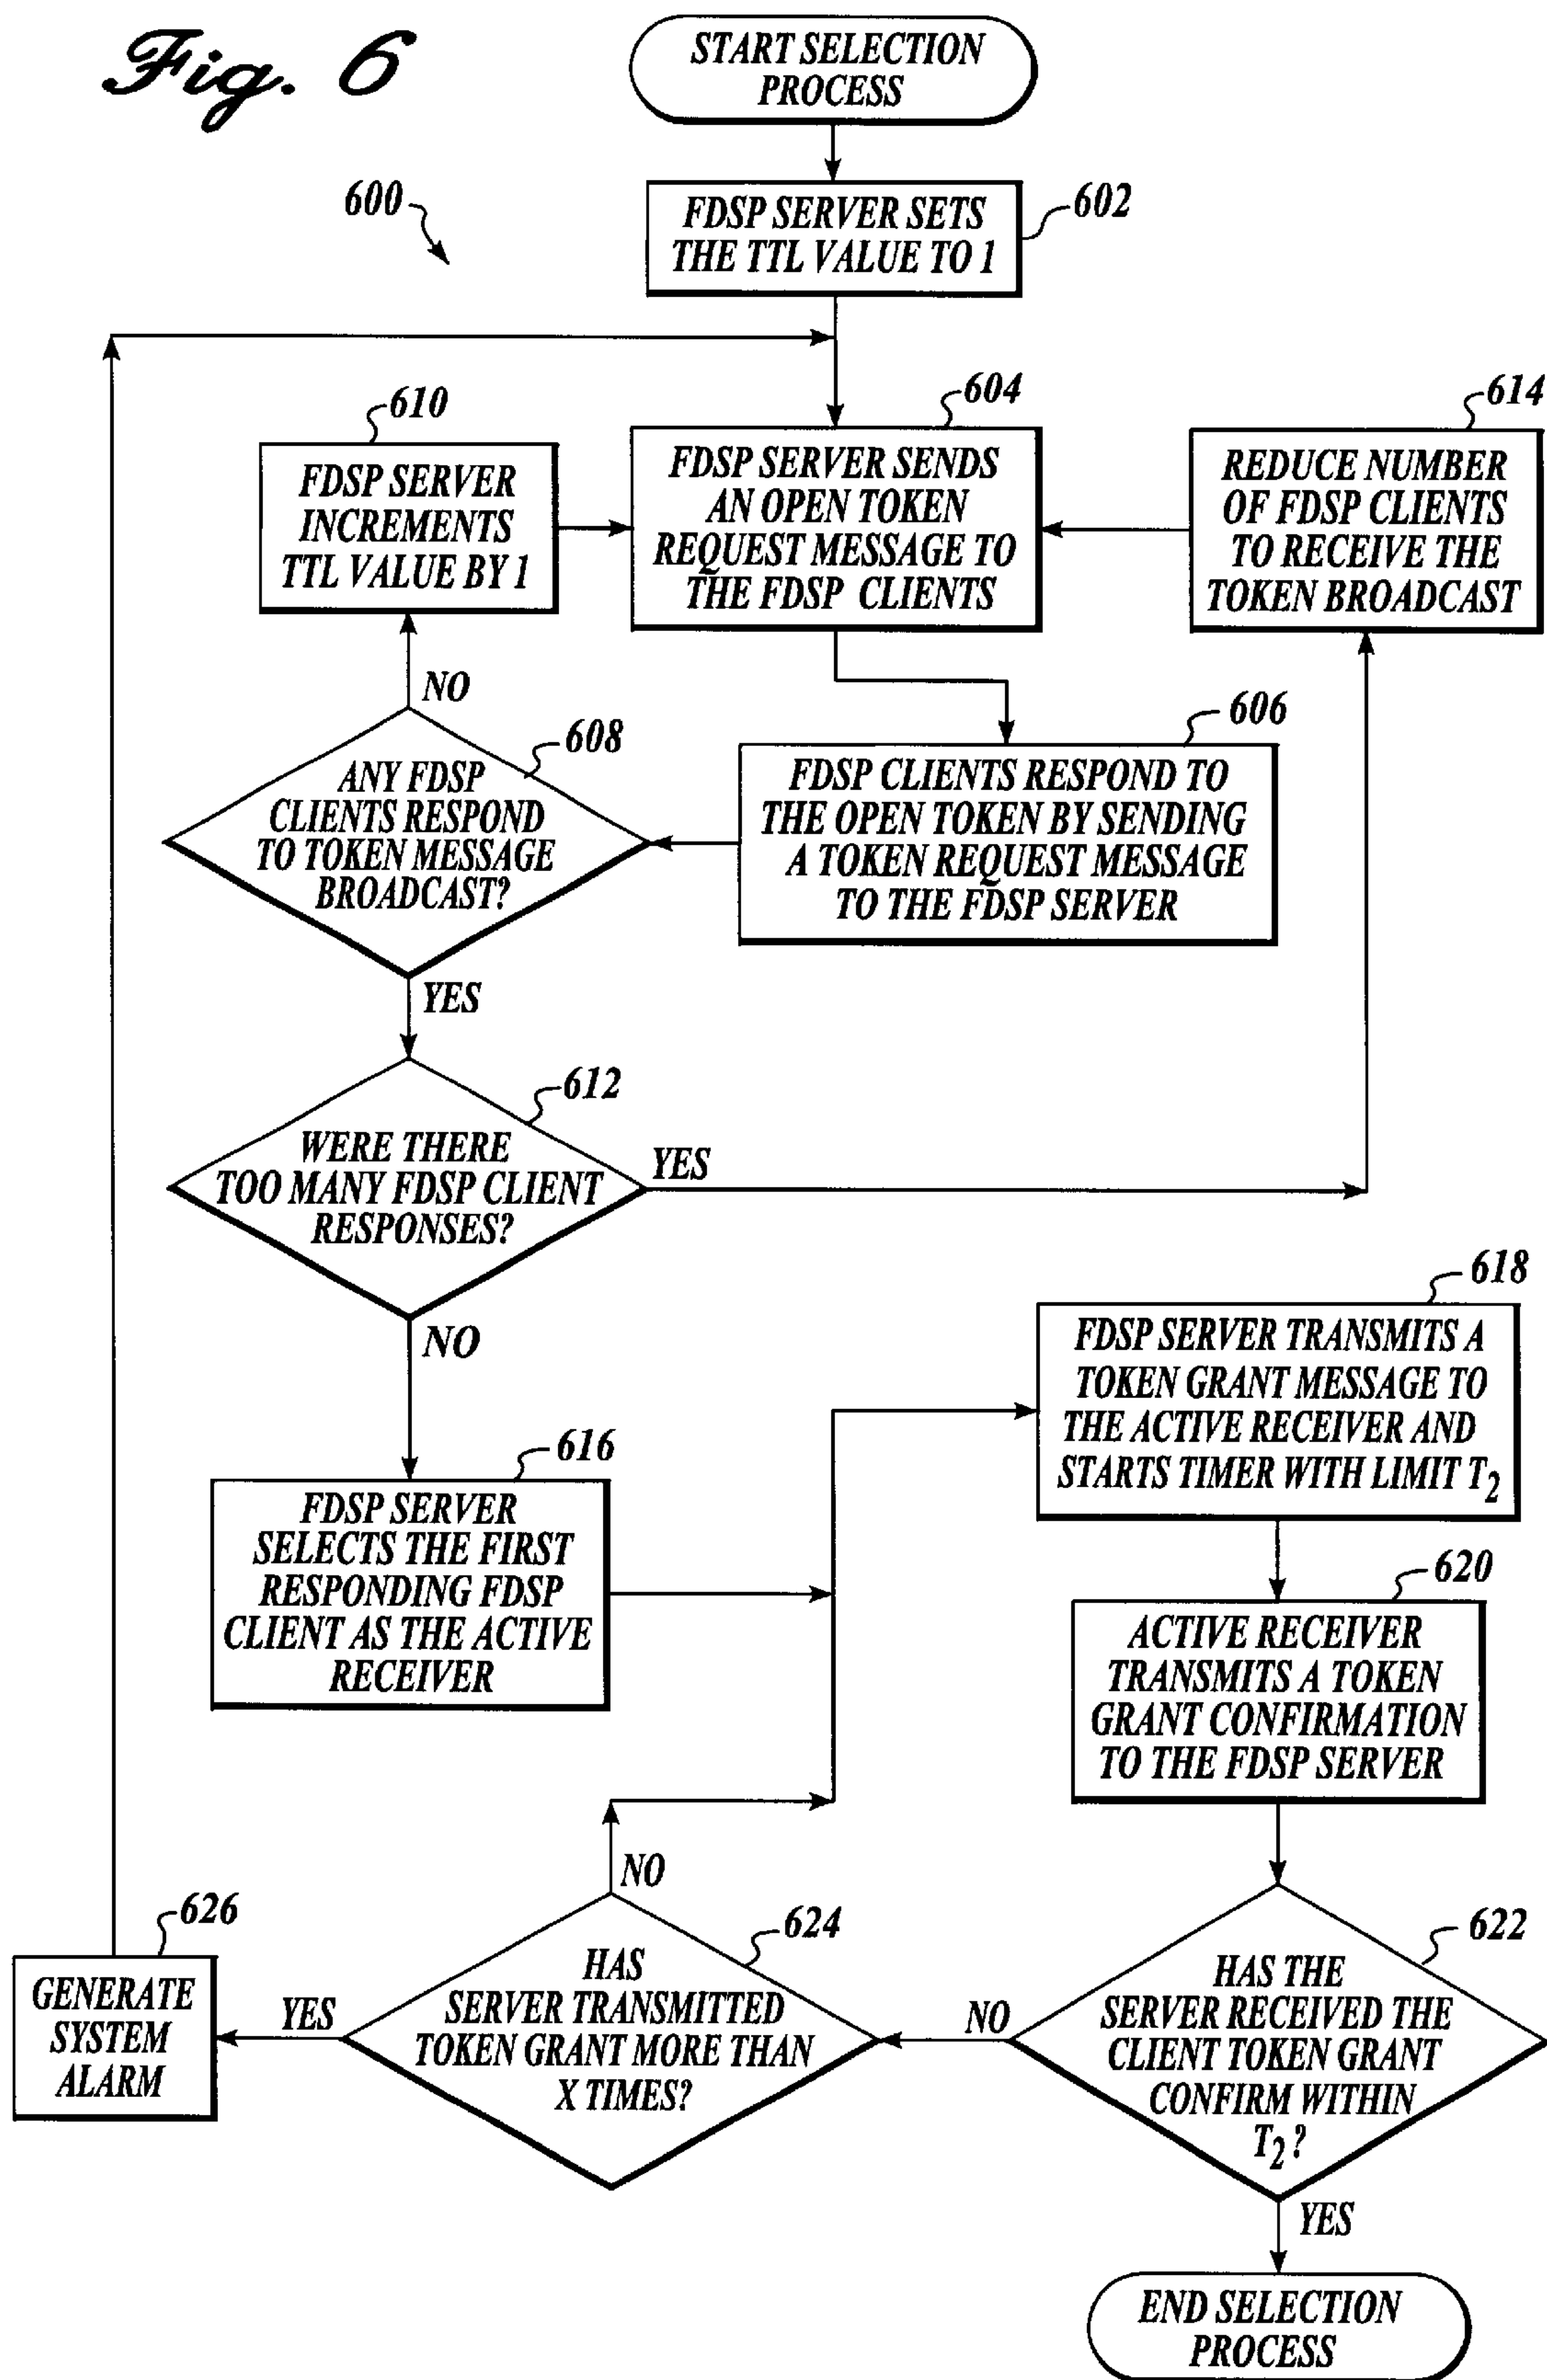 Fig. 6
START SELECTION
PROCESS
600
602
FDSP SERVER SETS
THE TTL VALUE TO 1
610
604
614
FDSP SERVER
INCREMENTS
TTL VALUE BY 1
FDSP SERVER SENDS
AN OPEN TOKEN
REQUEST MESSAGE TO
THE FDSP CLIENTS
REDUCE NUMBER
OF FDSP CLIENTS
TO RECEIVE THE
TOKEN BROADCAST
NO
608
606
ANY FDSP
CLIENTS RESPOND
TO TOKEN MESSAGE
BROADCAST?
FDSP CLIENTS RESPOND TO
THE OPEN TOKEN BY SENDING
A TOKEN REQUEST MESSAGE
TO THE FDSP SERVER
YES
612
WERE THERE
TOO MANY FDSP CLIENT
RESPONSES?
YES
NO
618
FDSP SERVER TRANSMITS A
TOKEN GRANT MESSAGE TO
THE ACTIVE RECEIVER AND
STARTS TIMER WITH LIMIT T2
616
FDSP SERVER
SELECTS THE FIRST
RESPONDING FDSP
CLIENT AS THE ACTIVE
RECEIVER
620
ACTIVE RECEIVER
TRANSMITS A TOKEN
GRANT CONFIRMATION
TO THE FDSP SERVER
NO
626
624
622
GENERATE
SYSTEM
ALARM
YES
HAS
SERVER TRANSMITTED
TOKEN GRANT MORE THAN
X TIMES?
NO
HAS THE
SERVER RECEIVED THE
CLIENT TOKEN GRANT
CONFIRM WITHIN
T2?
YES
END SELECTION
PROCESS